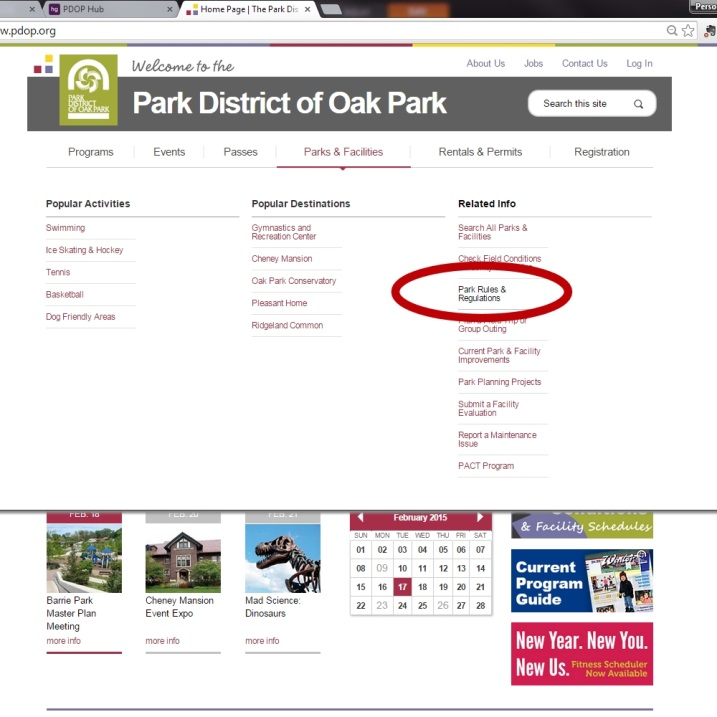 PDOP Hub
Home Page | The Park Dis
Perso
w.pdop.org
About Us
Jobs
Contact Us
Log In
Welcome to the
PARK
DISTRICT
OF OAK PARK
Park District of Oak Park
Search this site
Programs
Events
Passes
Parks & Facilities
Rentals & Permits
Registration
Popular Activities
Swimming
Ice Skating & Hockey
Tennis
Basketball
Dog Friendly Areas
Popular Destinations
Gymnastics and
Recreation Center
Cheney Mansion
Oak Park Conservatory
Pleasant Home
Ridgeland Common
Related Info
Search All Parks &
Facilities
Check Field Conditions
Park Rules &
Regulations
Group Outing
Current Park & Facility
Improvements
Park Planning Projects
Submit a Facility
Evaluation
Report a Maintenance
Issue
PACT Program
FEB. 18
FEB. 20
FEB. 21
Barrie Park
Master Plan
Meeting
more info
Cheney Mansion
Event Expo
more info
Mad Science:
Dinosaurs
more info
February 2015
SUN MON TUE WED THU FRI SAT
01 02 03 04 05 06 07
08 09 10 11 12 13 14
15 16 17 18 19 20 21
22 23 24 25 26 27 28
Conditions
& Facility Schedules
Current
Program
Guide
Winter
New Year. New You.
New Us. Fitness Scheduler
Now Available